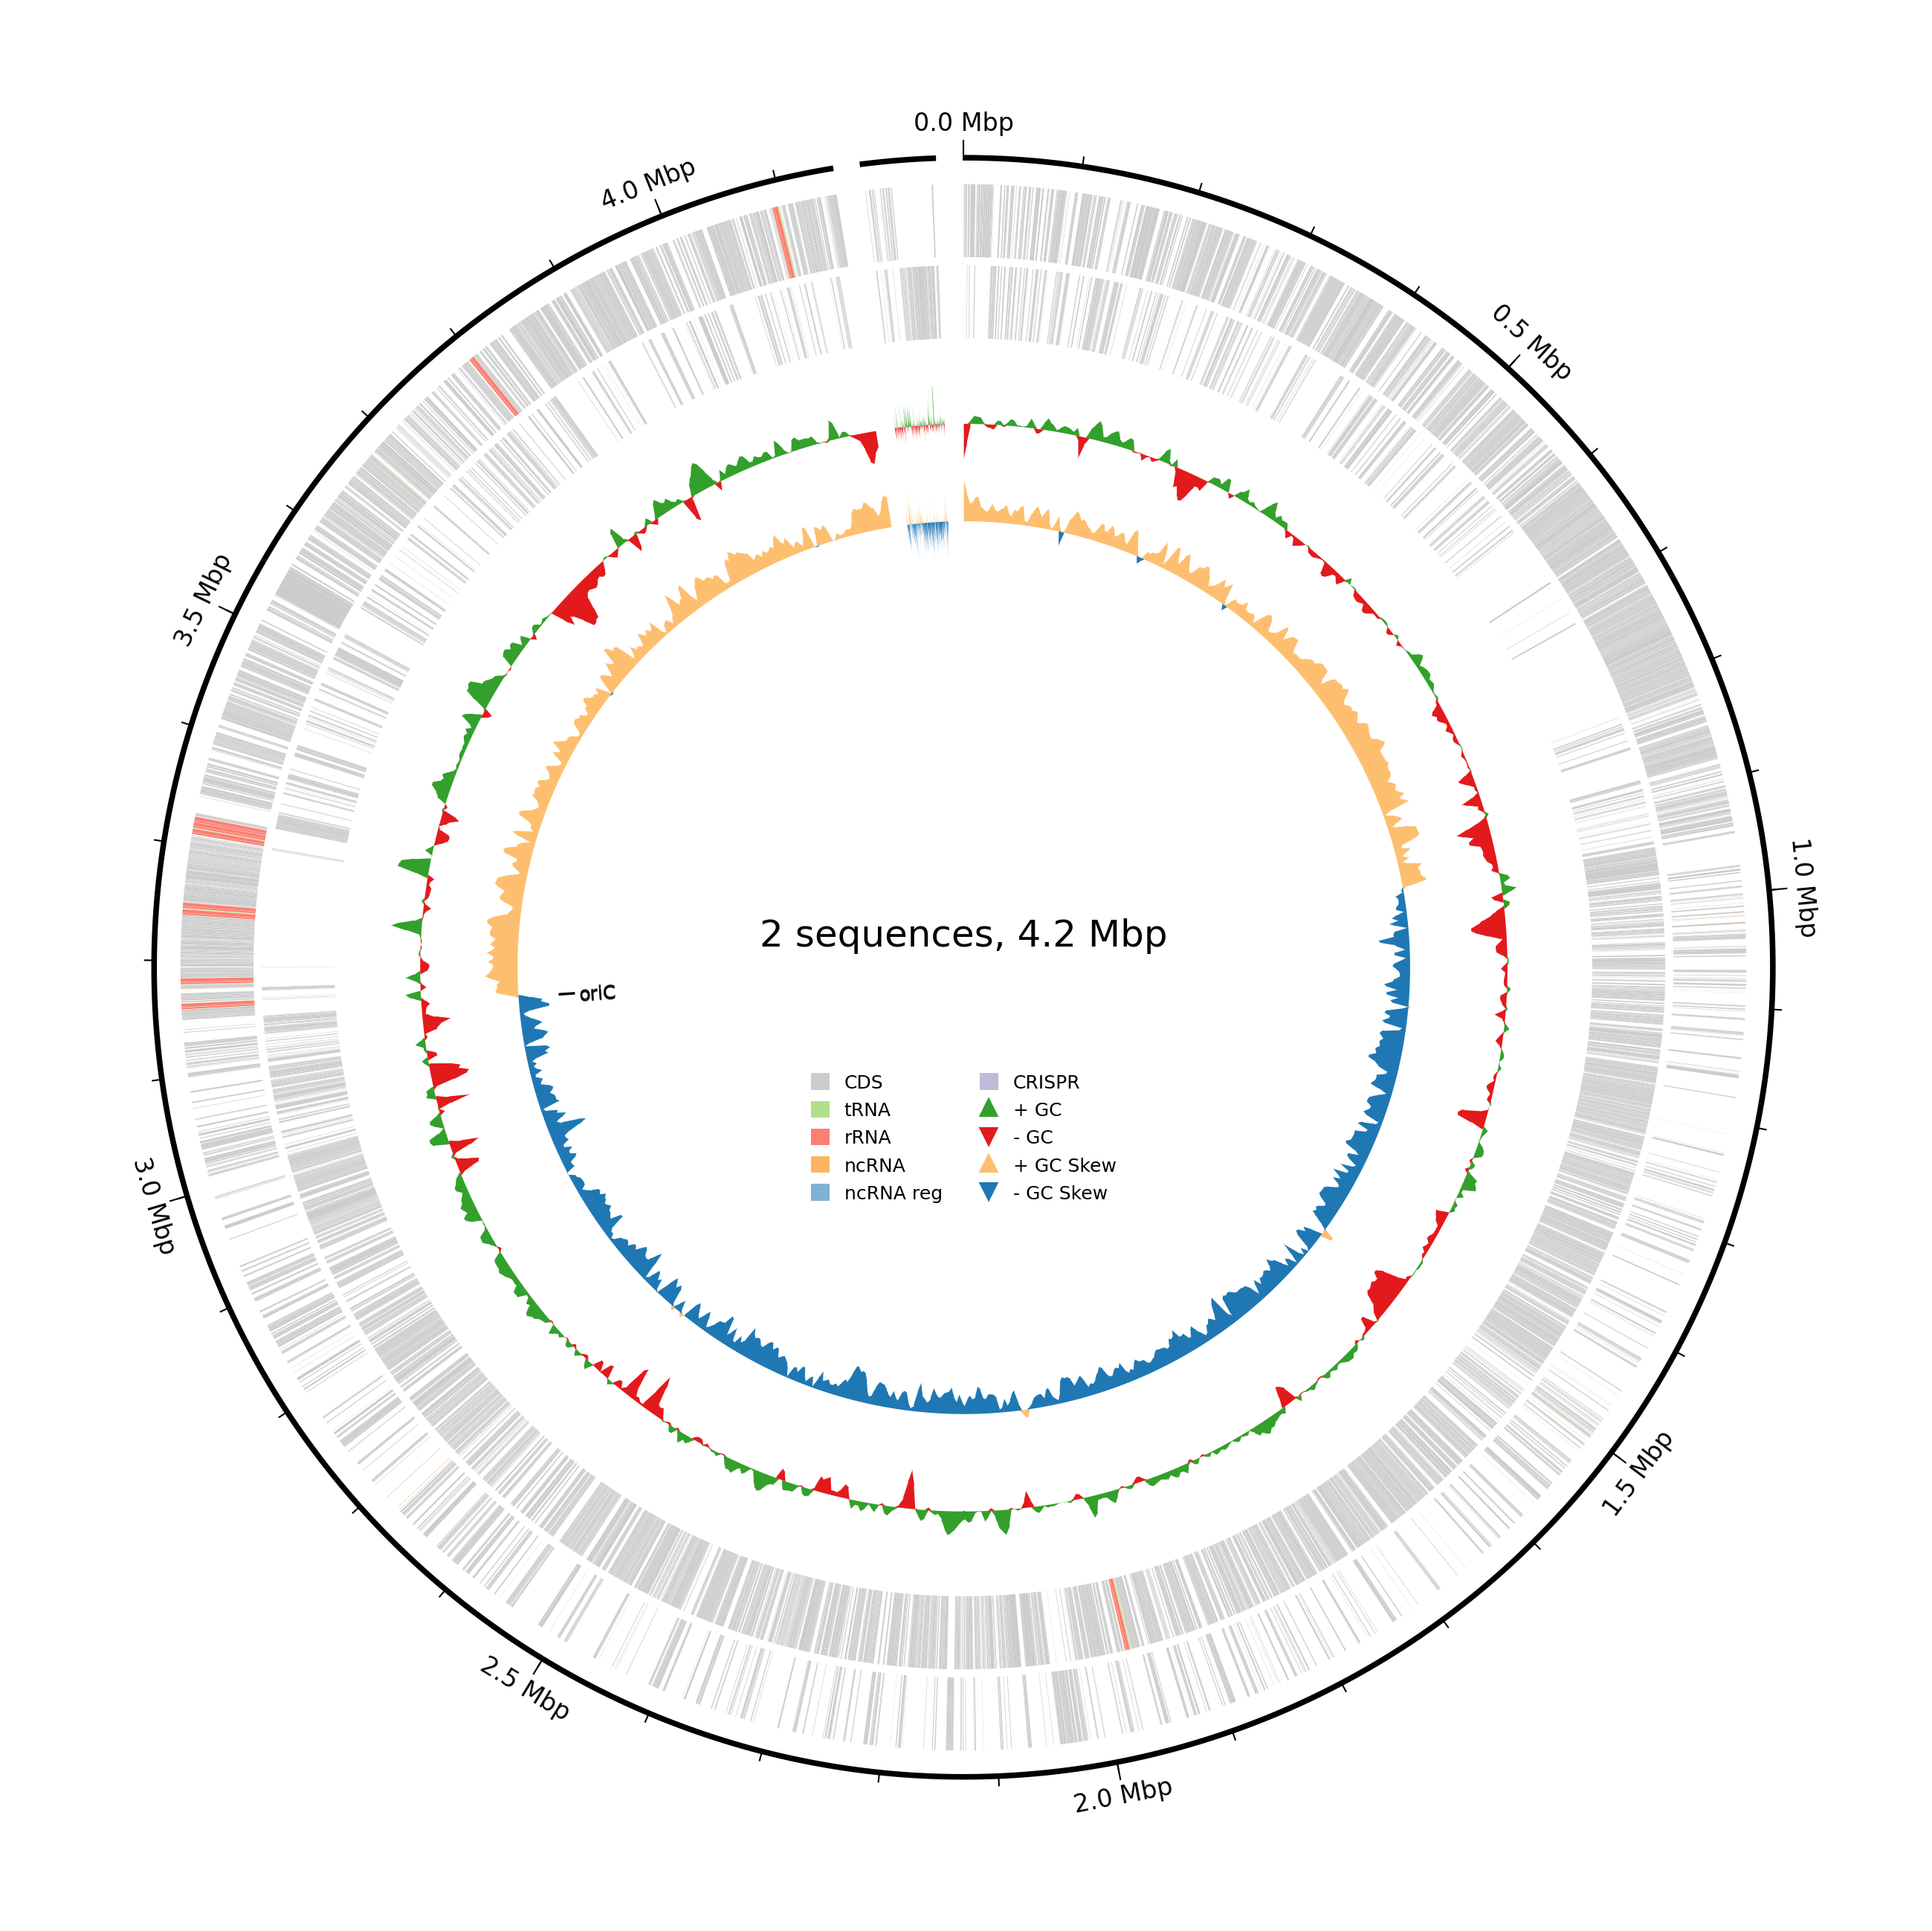 0.0 Mbp
0.5 Mbp
1.0 Mbp
1.5 Mbp
2.0 Mbp
2.5 Mbp
3.0 Mbp
3.5 Mbp
4.0 Mbp
2 sequences, 4.2 Mbp
oriC
CDS
tRNA
rRNA
ncRNA
ncRNA reg
CRISPR
+ GC
- GC
+ GC Skew
- GC Skew